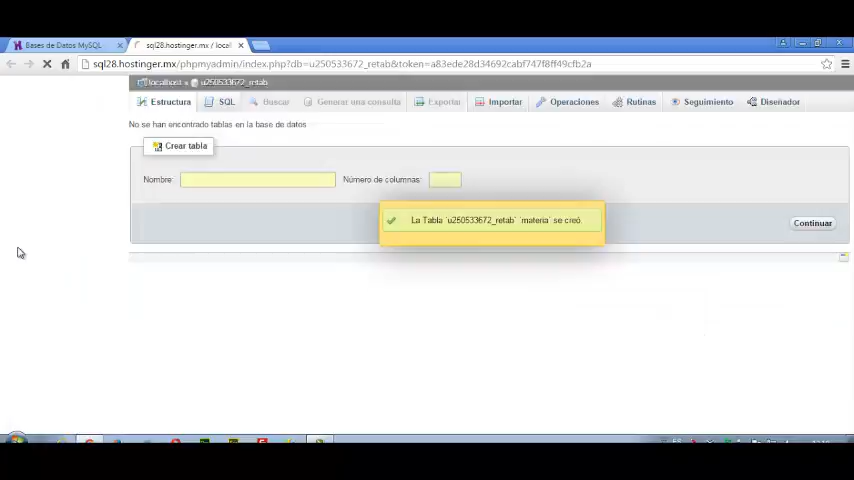 Bases de Datos MySQL
sql28.hostinger.mx / local
sql28.hostinger.mx/phpmyadmin/index.php?db=u250533672_retab&token=a83ede28d34692cabf747f8ff49cfb2a
localhost » u250533672_retab
Estructura SQL Buscar Generar una consulta Exportar Importar Operaciones Rutinas Seguimiento Diseñador
No se han encontrado tablas en la base de datos
Crear tabla
Nombre: Número de columnas:
La Tabla `u250533672_retab`.`materia` se creó.
Continuar
ES